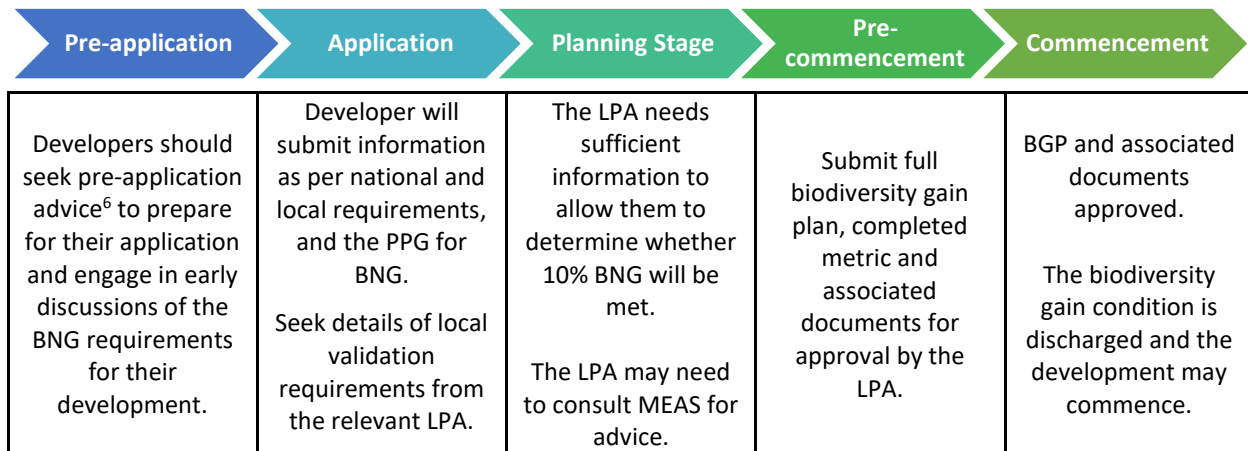 Pre-application
Application
Planning Stage
Pre-
commencement
Commencement
Developers should
seek pre-application
advice⁶ to prepare
for their application
and engage in early
discussions of the
BNG requirements
for their
development.
Developer will
submit information
as per national and
local requirements,
and the PPG for
BNG.
Seek details of local
validation
requirements from
the relevant LPA.
The LPA needs
sufficient
information to
allow them to
determine whether
10% BNG will be
met.
The LPA may need
to consult MEAS for
advice.
Submit full
biodiversity gain
plan, completed
metric and
associated
documents for
approval by the
LPA.
BGP and associated
documents
approved.
The biodiversity
gain condition is
discharged and the
development may
commence.